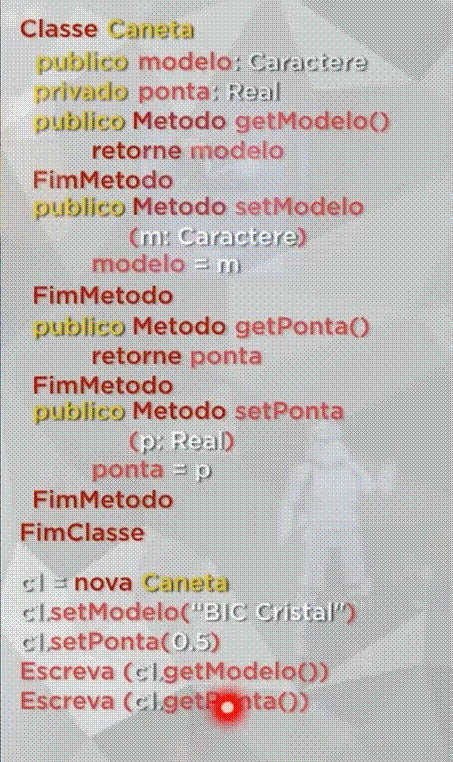 Classe Caneta
publico modelo: Caractere
privado ponta: Real
publico Metodo getModelo()
retorne modelo
FimMetodo
publico Metodo setModelo
(m: Caractere)
modelo = m
FimMetodo
publico Metodo getPonta()
retorne ponta
FimMetodo
publico Metodo setPonta
(p: Real)
ponta = p
FimMetodo
FimClasse
c1 = nova Caneta
c1.setModelo("BIC Cristal")
c1.setPonta(0.5)
Escreva (c1.getModelo())
Escreva (c1.getPonta())